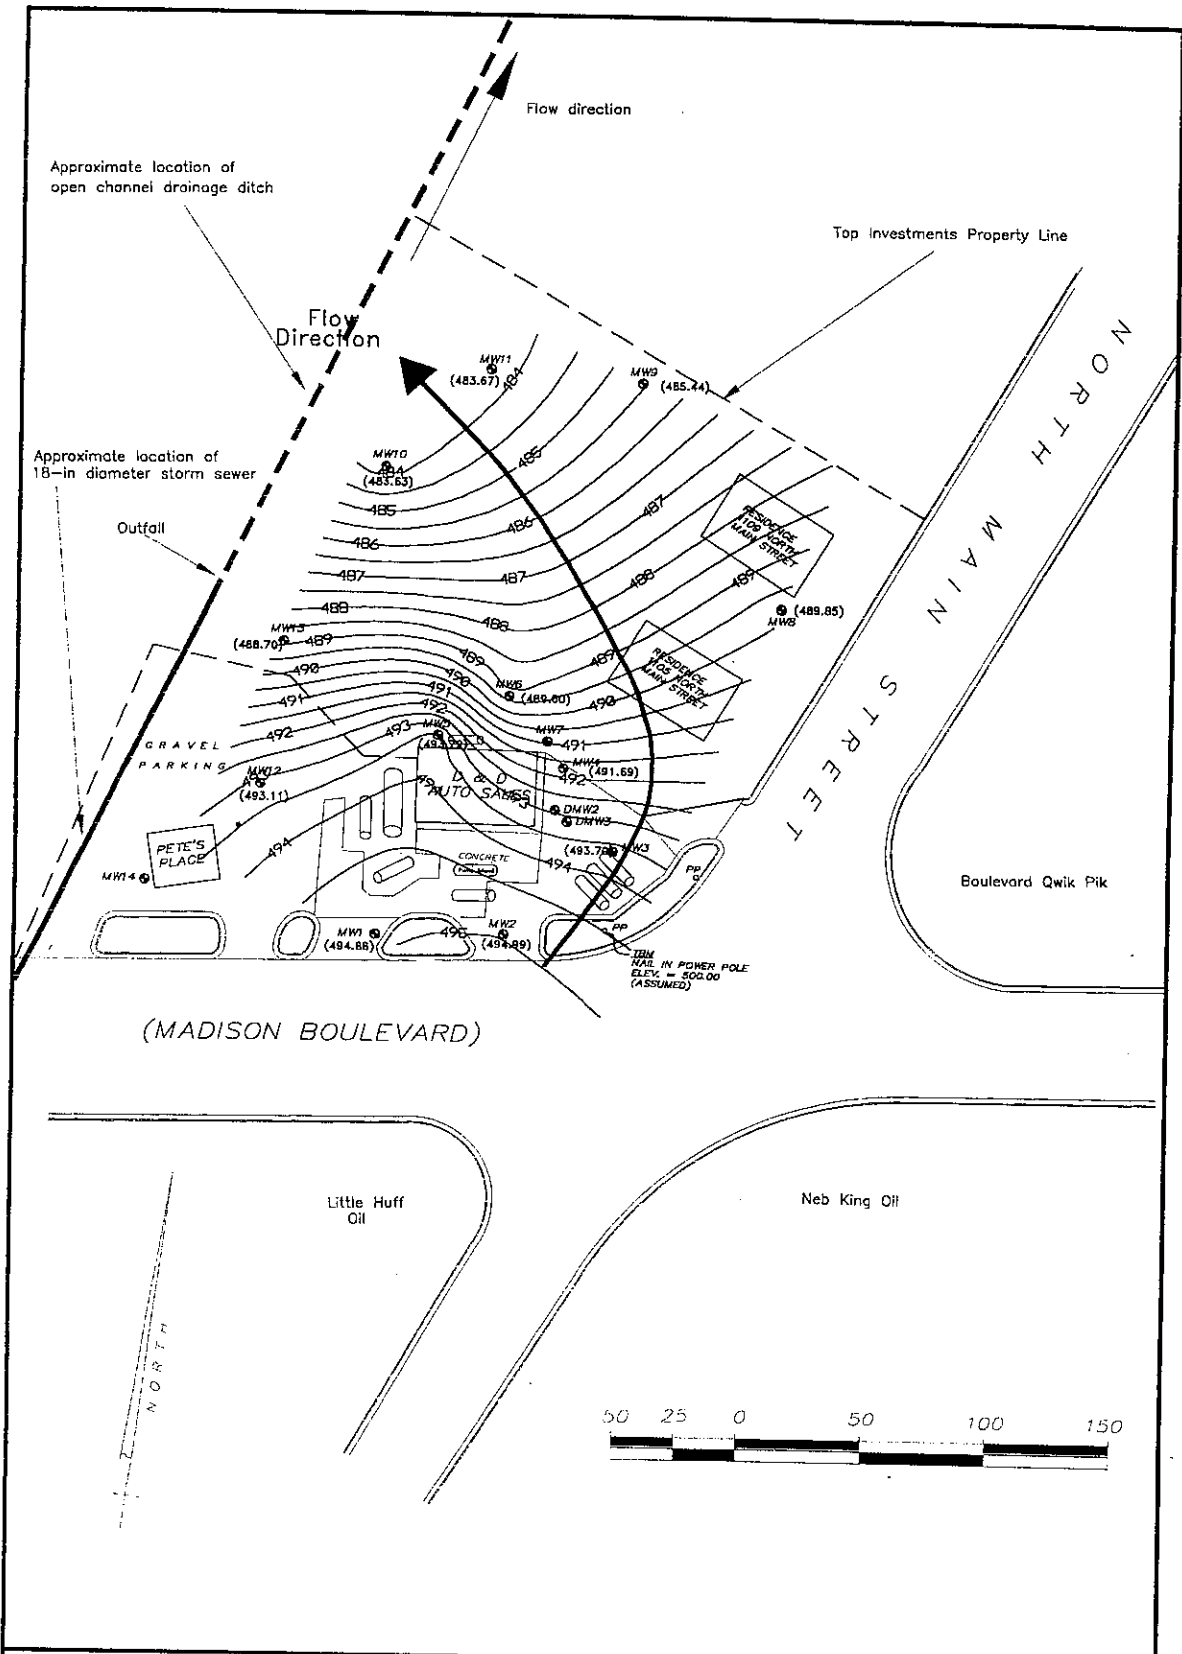 Flow direction
Approximate location of
open channel drainage ditch
Top Investments Property Line
Flow
Direction
NORTH MAIN STREET
MW11
(483.67)
484
MW9
(485.44)
Approximate location of
18-in diameter storm sewer
MW10
484
(483.63)
485
485
486
487
Outfall
486
RESIDENCE
1109 NORTH
MAIN STREET
487
487
488
489
488
488
MW8
(489.85)
MW13
(488.70)
489
489
489
RESIDENCE
1105 NORTH
MAIN STREET
490
490
MW6
(489.60)
490
491
491
492
492
493
MW5
MW7
491
GRAVEL
PARKING
MW12
(493.11)
D & D
AUTO SALES
MW4
(491.69)
492
DMW2
DMW3
PETE'S
PLACE
494
CONCRETE
MW3
494
PP
MW14
Boulevard Qwik Pik
MW1
(494.88)
495
MW2
(494.99)
PP
TBM
NAIL IN POWER POLE
ELEV. = 500.00
(ASSUMED)
(MADISON BOULEVARD)
Little Huff
Oil
Neb King Oil
NORTH
50 25 0 50 100 150